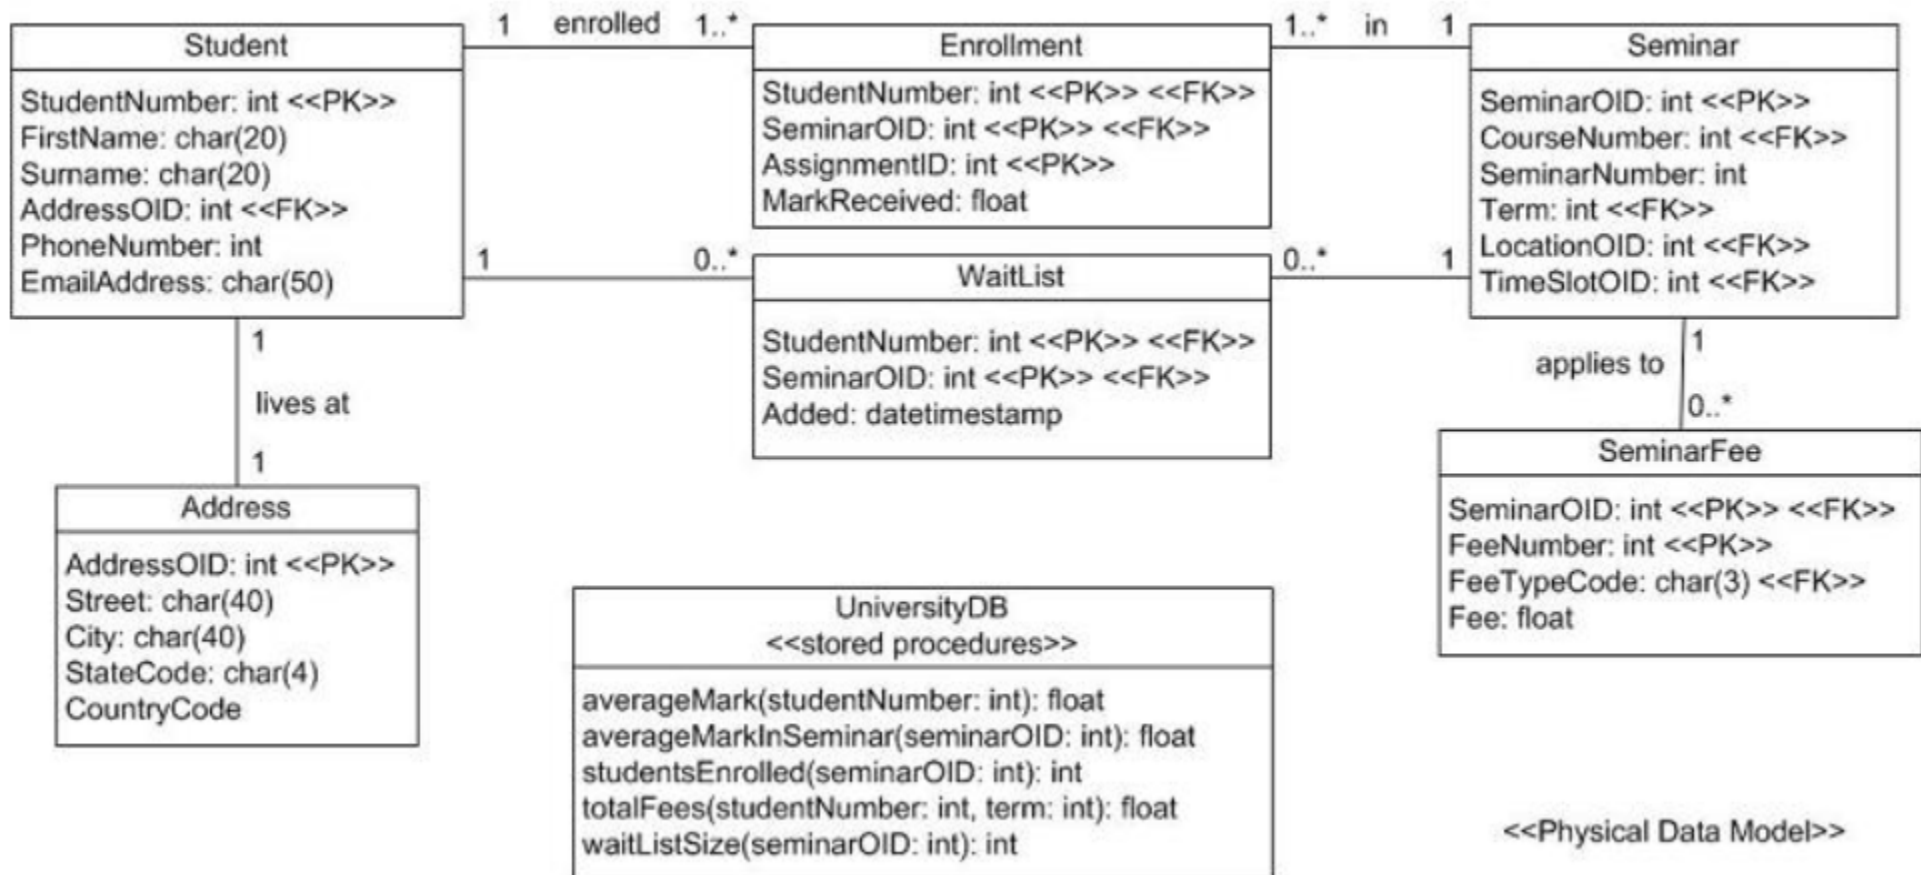 1 enrolled 1..*
1..* in 1
Student
StudentNumber: int <<PK>>
FirstName: char(20)
Surname: char(20)
AddressOID: int <<FK>>
PhoneNumber: int
EmailAddress: char(50)
Enrollment
StudentNumber: int <<PK>> <<FK>>
SeminarOID: int <<PK>> <<FK>>
AssignmentID: int <<PK>>
MarkReceived: float
Seminar
SeminarOID: int <<PK>>
CourseNumber: int <<FK>>
SeminarNumber: int
Term: int <<FK>>
LocationOID: int <<FK>>
TimeSlotOID: int <<FK>>
1 0..*
0..* 1
WaitList
StudentNumber: int <<PK>> <<FK>>
SeminarOID: int <<PK>> <<FK>>
Added: datetimestamp
1
lives at
1
1
applies to
0..*
Address
AddressOID: int <<PK>>
Street: char(40)
City: char(40)
StateCode: char(4)
CountryCode
SeminarFee
SeminarOID: int <<PK>> <<FK>>
FeeNumber: int <<PK>>
FeeTypeCode: char(3) <<FK>>
Fee: float
UniversityDB
<<stored procedures>>
averageMark(studentNumber: int): float
averageMarkInSeminar(seminarOID: int): float
studentsEnrolled(seminarOID: int): int
totalFees(studentNumber: int, term: int): float
waitListSize(seminarOID: int): int
<<Physical Data Model>>